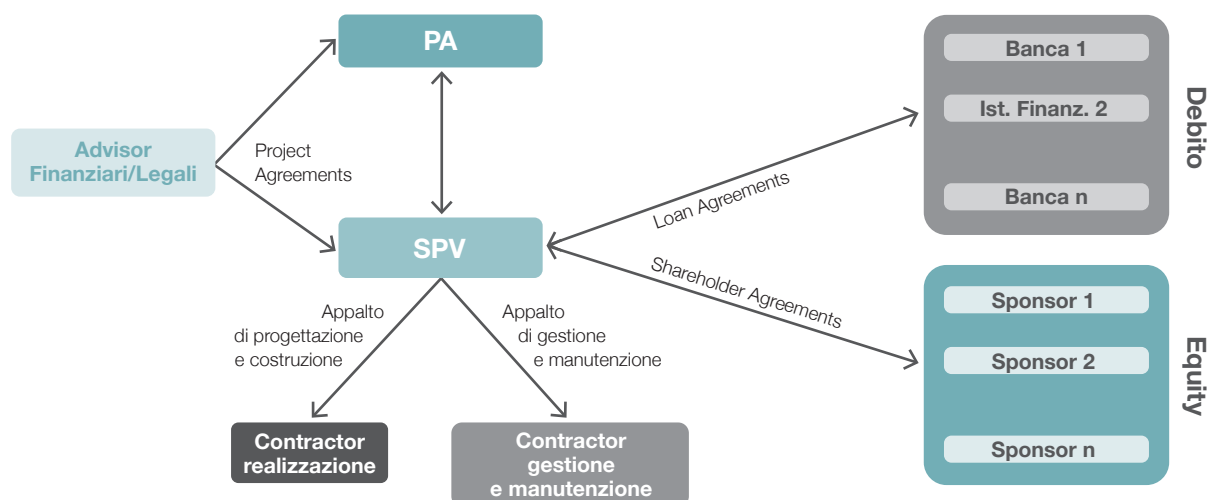 PA
Advisor
Finanziari/Legali
Project
Agreements
SPV
Loan Agreements
Shareholder Agreements
Appalto
di progettazione
e costruzione
Appalto
di gestione
e manutenzione
Contractor
realizzazione
Contractor
gestione
e manutenzione
Banca 1
Ist. Finanz. 2
Banca n
Debito
Sponsor 1
Sponsor 2
Sponsor n
Equity